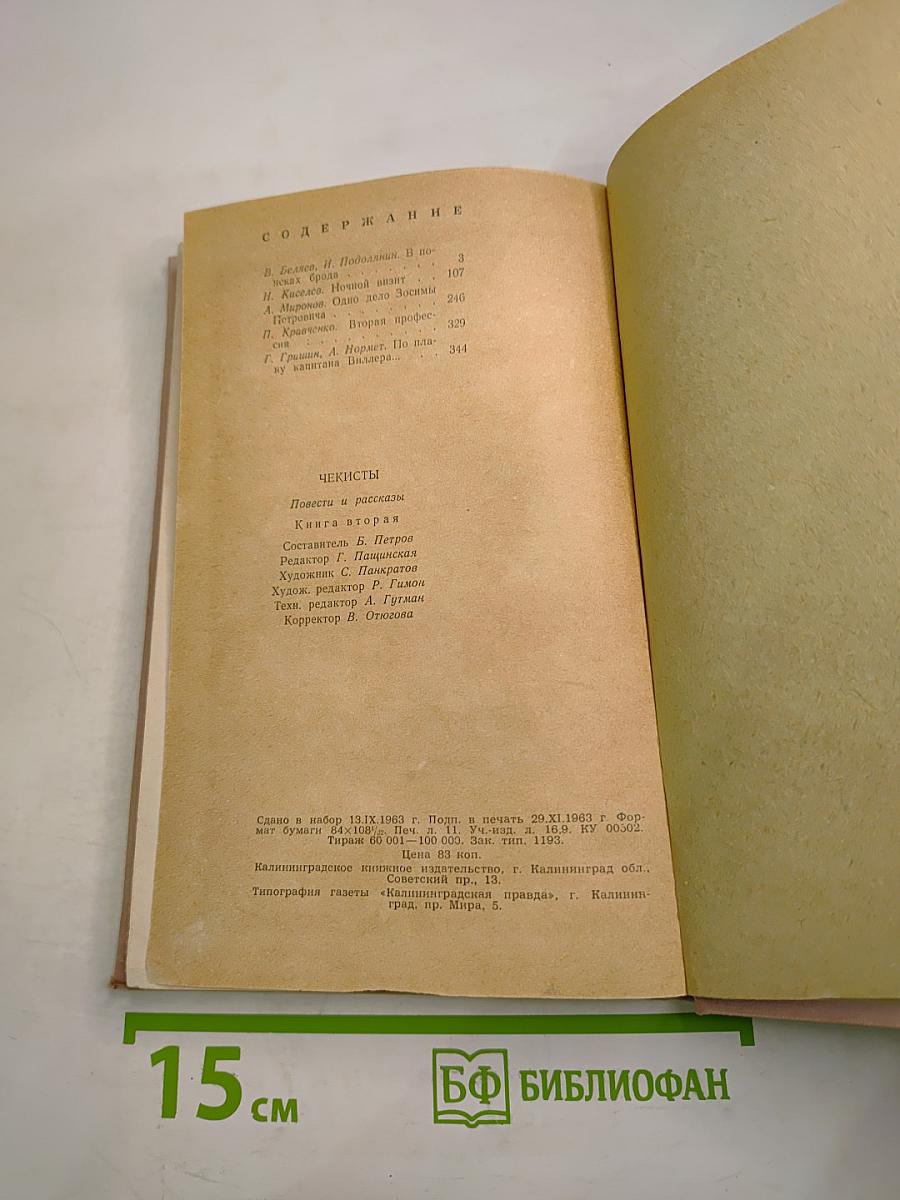 СОДЕРЖАНИЕ
В. Беляев, И. Подолянин. В по-
исках брода . . . . . . . 3
Н. Киселев. Ночной визит . . 107
А. Миронов. Одно дело Зосимы
Петровича . . . . . . . 246
П. Кравченко. Вторая профес-
сия . . . . . . . . . 329
Г. Гришин, А. Нормет. По пла-
ну капитана Виллера... . . 344
ЧЕКИСТЫ
Повести и рассказы
Книга вторая
Составитель Б. Петров
Редактор Г. Пащинская
Художник С. Панкратов
Худож. редактор Р. Гимон
Техн. редактор А. Гутман
Корректор В. Отюгова
Сдано в набор 13.IX.1963 г. Подп. в печать 29.XI.1963 г Фор-
мат бумаги 84×108¹/₃₂. Печ. л. 11. Уч.-изд. л. 16,9. КУ 00502.
Тираж 60 001—100 000. Зак. тип. 1193.
Цена 83 коп.
Калининградское книжное издательство, г. Калининград обл.,
Советский пр., 13.
Типография газеты «Калининградская правда», г. Калинин-
град, пр. Мира, 5.
15 см
БФ БИБЛИОФАН